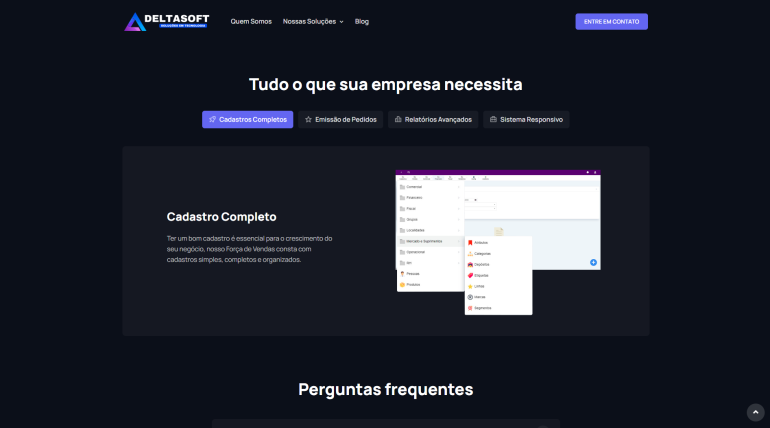 DELTASOFT
SOLUÇÕES EM TECNOLOGIA
Quem Somos
Nossas Soluções
Blog
ENTRE EM CONTATO
Tudo o que sua empresa necessita
Cadastros Completos
Emissão de Pedidos
Relatórios Avançados
Sistema Responsivo
Cadastro Completo
Ter um bom cadastro é essencial para o crescimento do
seu negócio, nosso Força de Vendas consta com
cadastros simples, completos e organizados.
Comercial
Financeiro
Fiscal
Grupos
Localidades
Mercado e Suprimentos
Operacional
Pessoas
Produtos
Categorias
Depósitos
Etiquetas
Linhas
Marcas
Segmentos
Perguntas frequentes